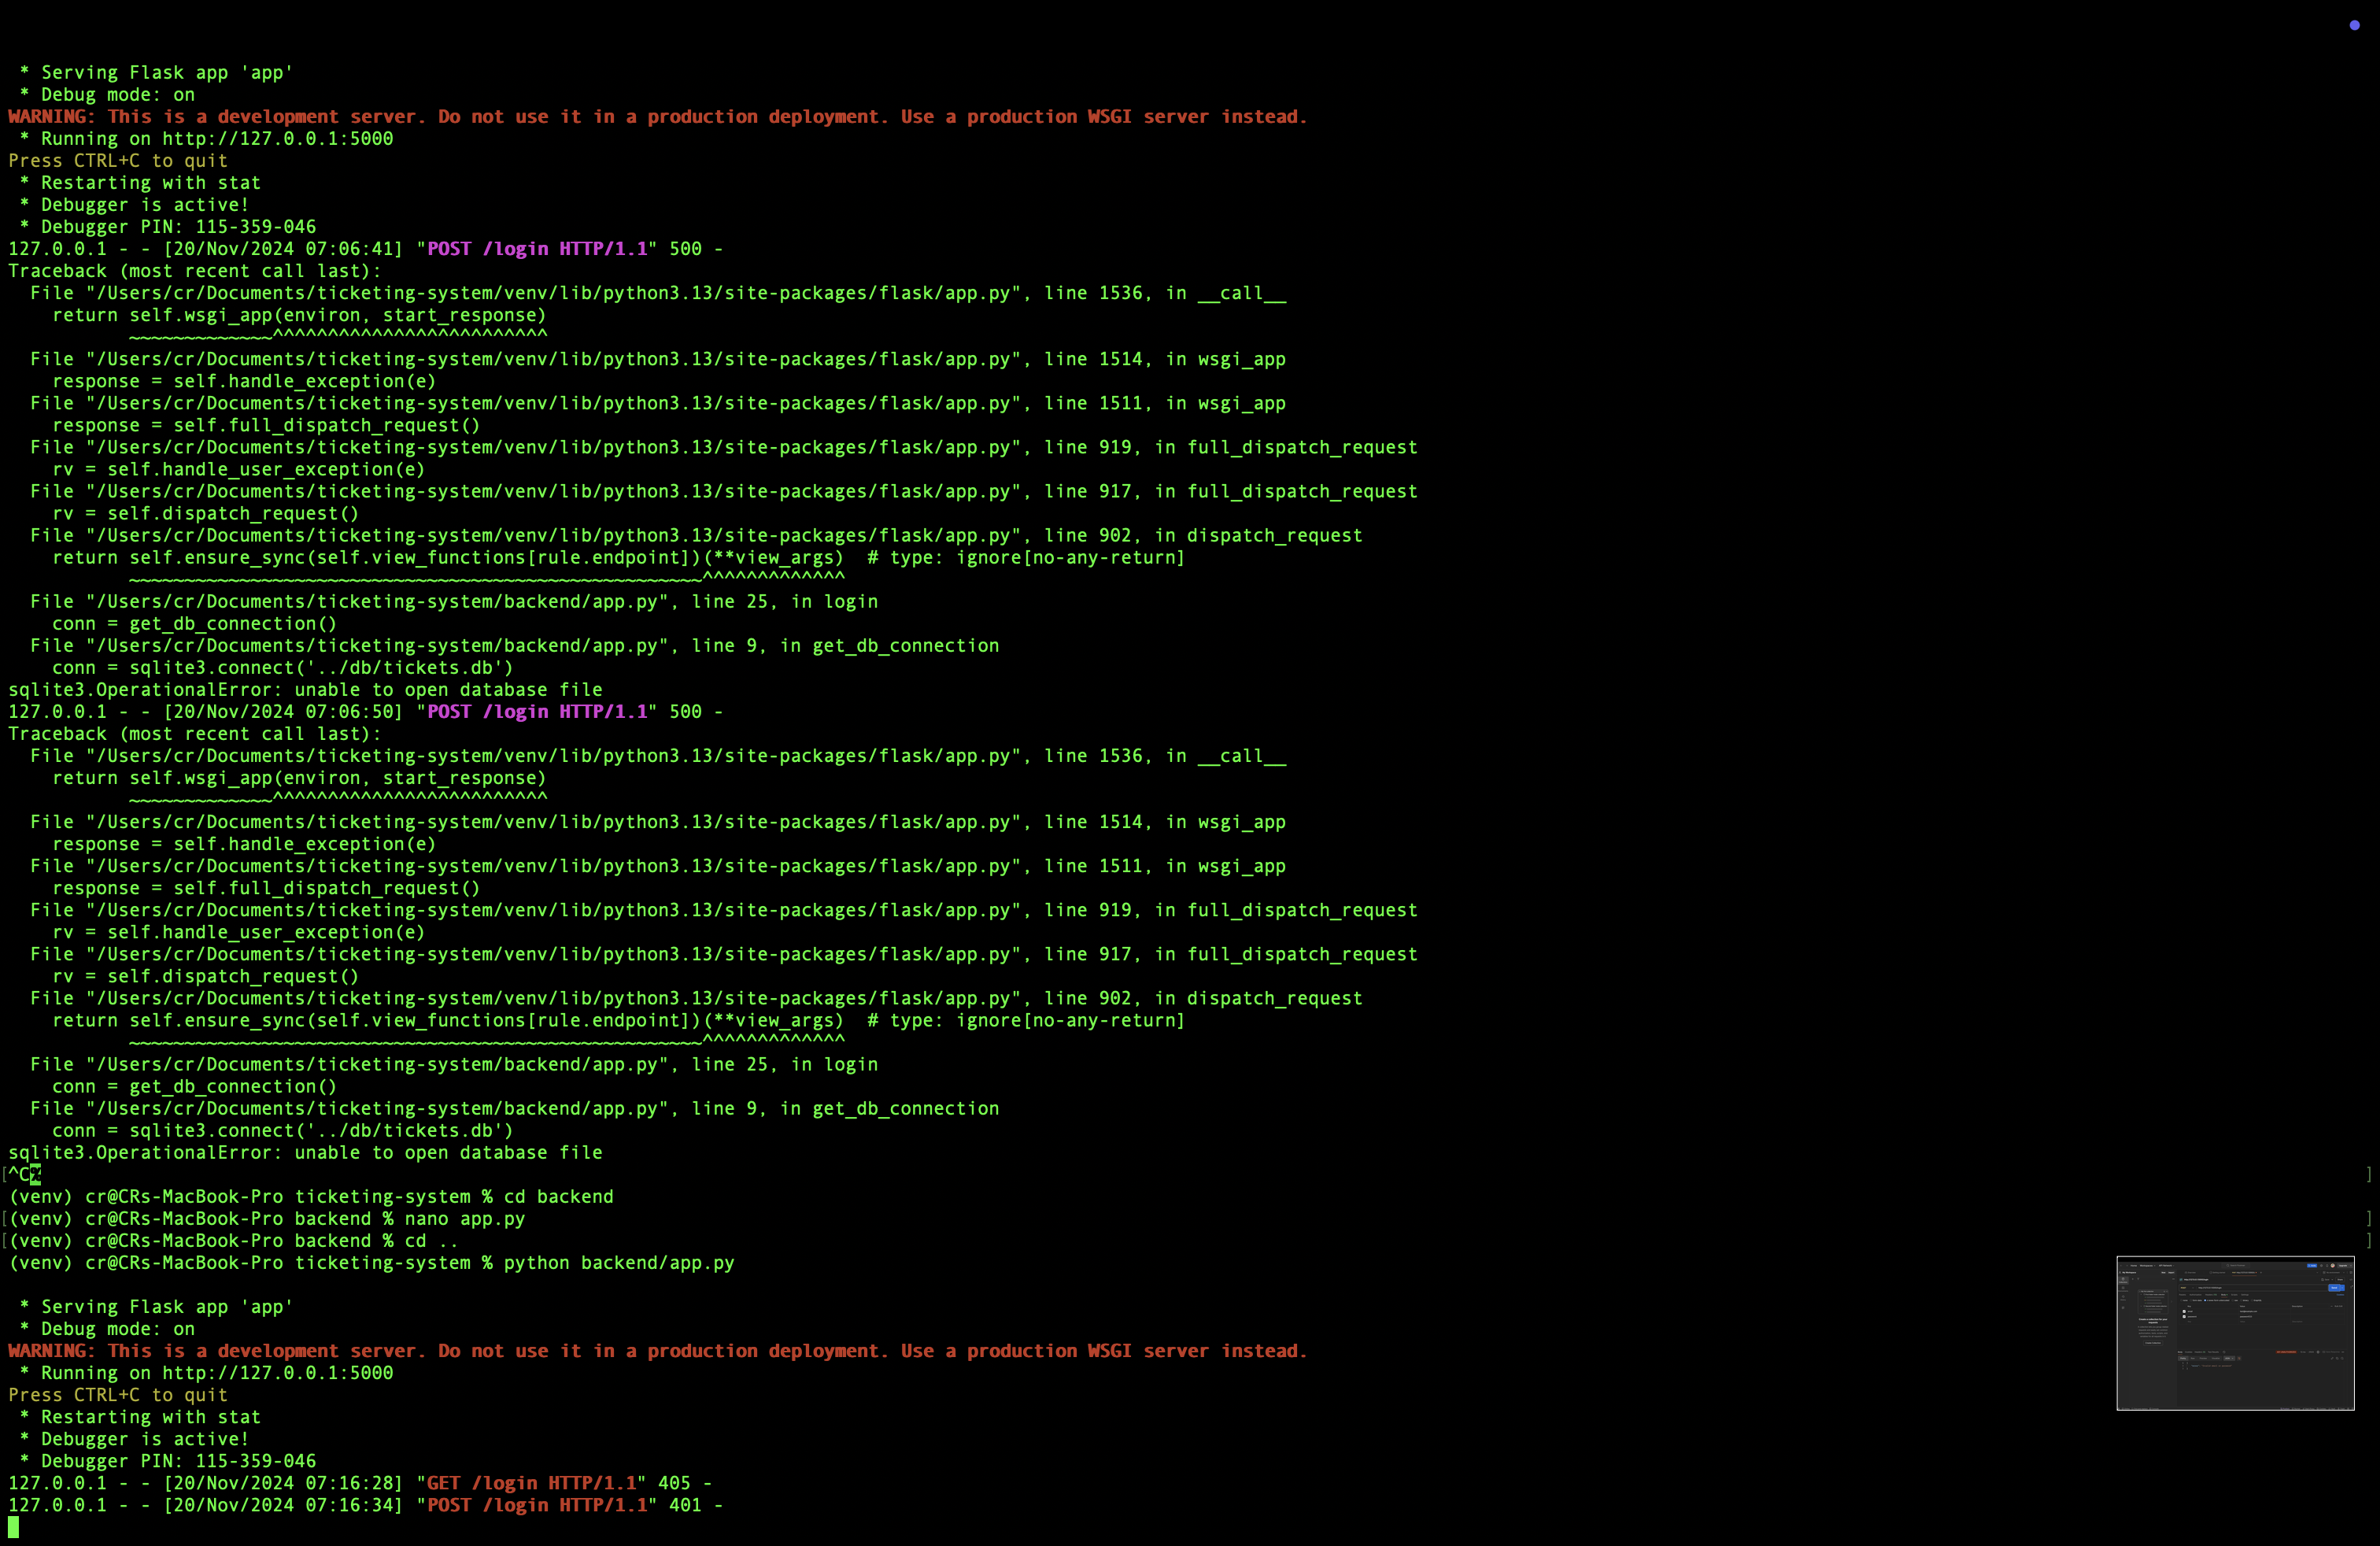 * Serving Flask app 'app'
 * Debug mode: on
WARNING: This is a development server. Do not use it in a production deployment. Use a production WSGI server instead.
 * Running on http://127.0.0.1:5000
Press CTRL+C to quit
 * Restarting with stat
 * Debugger is active!
 * Debugger PIN: 115-359-046
127.0.0.1 - - [20/Nov/2024 07:06:41] "POST /login HTTP/1.1" 500 -
Traceback (most recent call last):
  File "/Users/cr/Documents/ticketing-system/venv/lib/python3.13/site-packages/flask/app.py", line 1536, in __call__
    return self.wsgi_app(environ, start_response)
           ~~~~~~~~~~~~~^^^^^^^^^^^^^^^^^^^^^^^^^
  File "/Users/cr/Documents/ticketing-system/venv/lib/python3.13/site-packages/flask/app.py", line 1514, in wsgi_app
    response = self.handle_exception(e)
  File "/Users/cr/Documents/ticketing-system/venv/lib/python3.13/site-packages/flask/app.py", line 1511, in wsgi_app
    response = self.full_dispatch_request()
  File "/Users/cr/Documents/ticketing-system/venv/lib/python3.13/site-packages/flask/app.py", line 919, in full_dispatch_request
    rv = self.handle_user_exception(e)
  File "/Users/cr/Documents/ticketing-system/venv/lib/python3.13/site-packages/flask/app.py", line 917, in full_dispatch_request
    rv = self.dispatch_request()
  File "/Users/cr/Documents/ticketing-system/venv/lib/python3.13/site-packages/flask/app.py", line 902, in dispatch_request
    return self.ensure_sync(self.view_functions[rule.endpoint])(**view_args)  # type: ignore[no-any-return]
           ~~~~~~~~~~~~~~~~~~~~~~~~~~~~~~~~~~~~~~~~~~~~~~~~~~~~^^^^^^^^^^^^^
  File "/Users/cr/Documents/ticketing-system/backend/app.py", line 25, in login
    conn = get_db_connection()
  File "/Users/cr/Documents/ticketing-system/backend/app.py", line 9, in get_db_connection
    conn = sqlite3.connect('../db/tickets.db')
sqlite3.OperationalError: unable to open database file
127.0.0.1 - - [20/Nov/2024 07:06:50] "POST /login HTTP/1.1" 500 -
Traceback (most recent call last):
  File "/Users/cr/Documents/ticketing-system/venv/lib/python3.13/site-packages/flask/app.py", line 1536, in __call__
    return self.wsgi_app(environ, start_response)
           ~~~~~~~~~~~~~^^^^^^^^^^^^^^^^^^^^^^^^^
  File "/Users/cr/Documents/ticketing-system/venv/lib/python3.13/site-packages/flask/app.py", line 1514, in wsgi_app
    response = self.handle_exception(e)
  File "/Users/cr/Documents/ticketing-system/venv/lib/python3.13/site-packages/flask/app.py", line 1511, in wsgi_app
    response = self.full_dispatch_request()
  File "/Users/cr/Documents/ticketing-system/venv/lib/python3.13/site-packages/flask/app.py", line 919, in full_dispatch_request
    rv = self.handle_user_exception(e)
  File "/Users/cr/Documents/ticketing-system/venv/lib/python3.13/site-packages/flask/app.py", line 917, in full_dispatch_request
    rv = self.dispatch_request()
  File "/Users/cr/Documents/ticketing-system/venv/lib/python3.13/site-packages/flask/app.py", line 902, in dispatch_request
    return self.ensure_sync(self.view_functions[rule.endpoint])(**view_args)  # type: ignore[no-any-return]
           ~~~~~~~~~~~~~~~~~~~~~~~~~~~~~~~~~~~~~~~~~~~~~~~~~~~~^^^^^^^^^^^^^
  File "/Users/cr/Documents/ticketing-system/backend/app.py", line 25, in login
    conn = get_db_connection()
  File "/Users/cr/Documents/ticketing-system/backend/app.py", line 9, in get_db_connection
    conn = sqlite3.connect('../db/tickets.db')
sqlite3.OperationalError: unable to open database file
[^C%]
(venv) cr@CRs-MacBook-Pro ticketing-system % cd backend
[(venv) cr@CRs-MacBook-Pro backend % nano app.py]
[(venv) cr@CRs-MacBook-Pro backend % cd ..]
(venv) cr@CRs-MacBook-Pro ticketing-system % python backend/app.py
 * Serving Flask app 'app'
 * Debug mode: on
WARNING: This is a development server. Do not use it in a production deployment. Use a production WSGI server instead.
 * Running on http://127.0.0.1:5000
Press CTRL+C to quit
 * Restarting with stat
 * Debugger is active!
 * Debugger PIN: 115-359-046
127.0.0.1 - - [20/Nov/2024 07:16:28] "GET /login HTTP/1.1" 405 -
127.0.0.1 - - [20/Nov/2024 07:16:34] "POST /login HTTP/1.1" 401 -